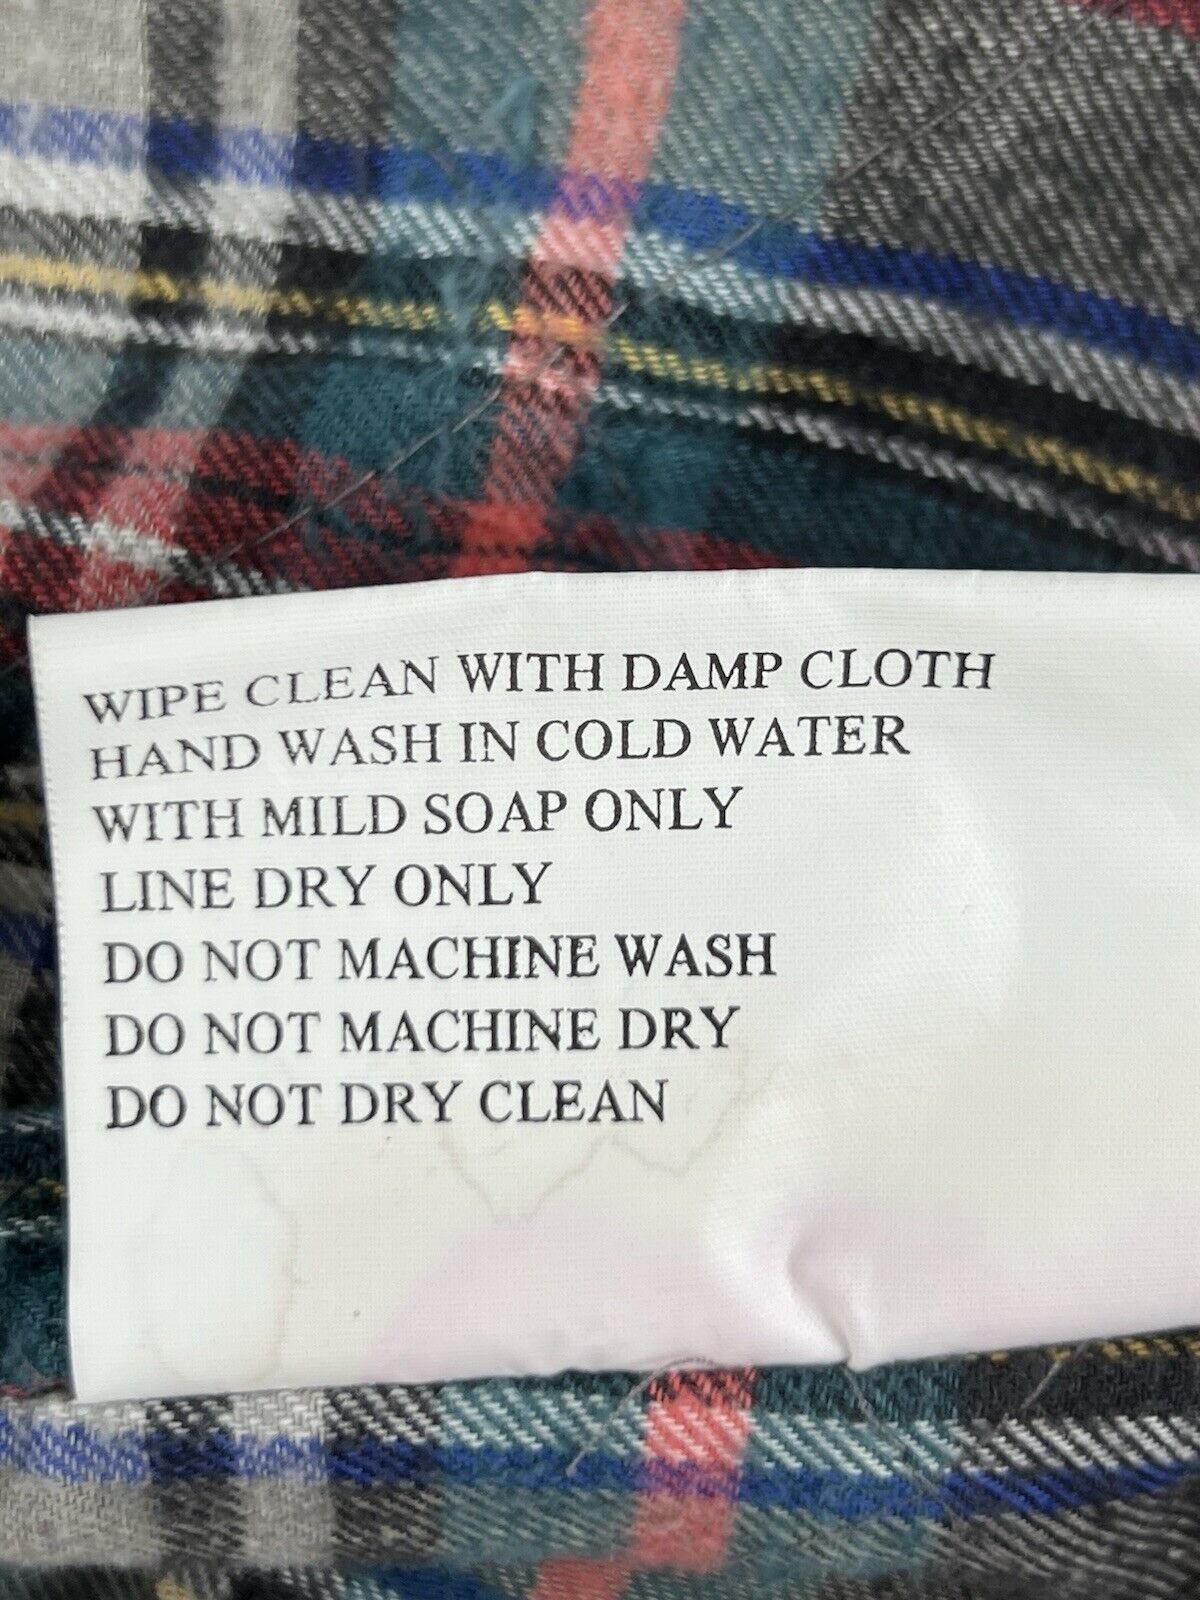 WIPE CLEAN WITH DAMP CLOTH
HAND WASH IN COLD WATER
WITH MILD SOAP ONLY
LINE DRY ONLY
DO NOT MACHINE WASH
DO NOT MACHINE DRY
DO NOT DRY CLEAN